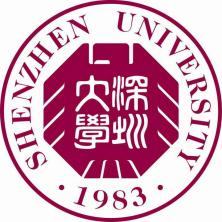 SHENZHEN UNIVERSITY
深圳
大學
·1983·